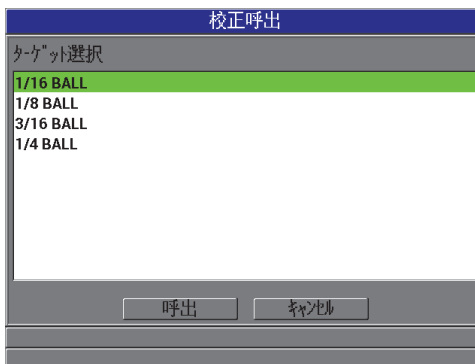 校正呼出
ﾀｰｹﾞｯﾄ選択
1/16 BALL
1/8 BALL
3/16 BALL
1/4 BALL
呼出
ｷｬﾝｾﾙ